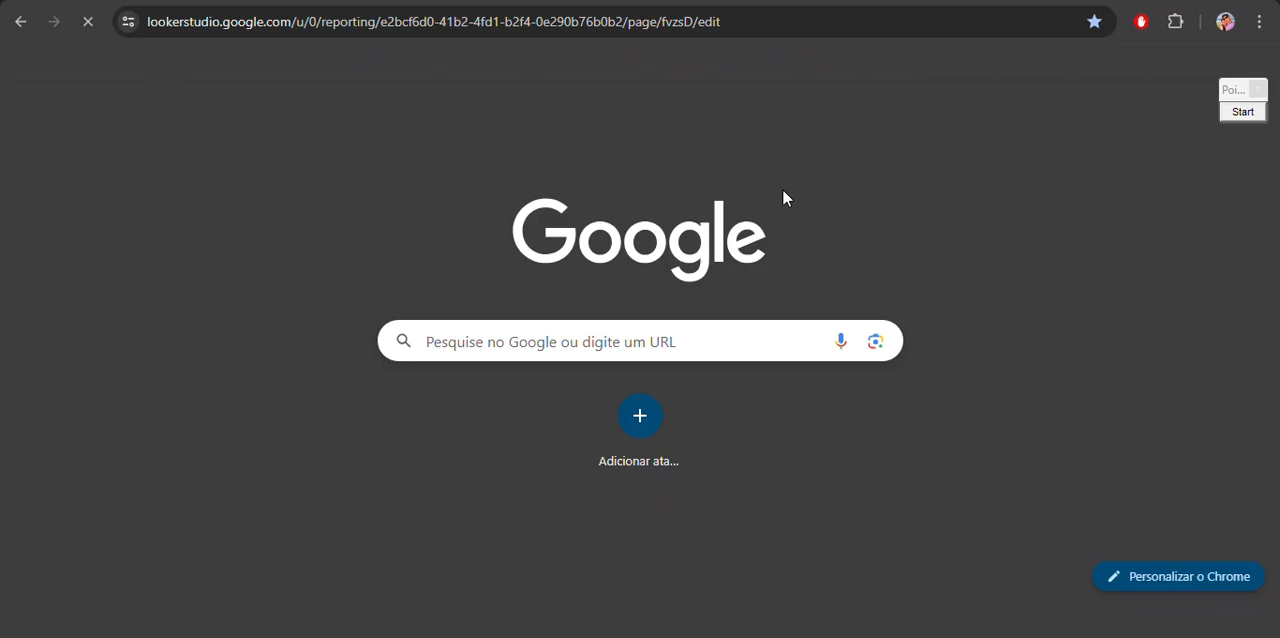 lookerstudio.google.com/u/0/reporting/e2bcf6d0-41b2-4fd1-b2f4-0e290b76b0b2/page/fvzsD/edit
Poi...
Start
Google
Pesquise no Google ou digite um URL
Adicionar ata...
Personalizar o Chrome